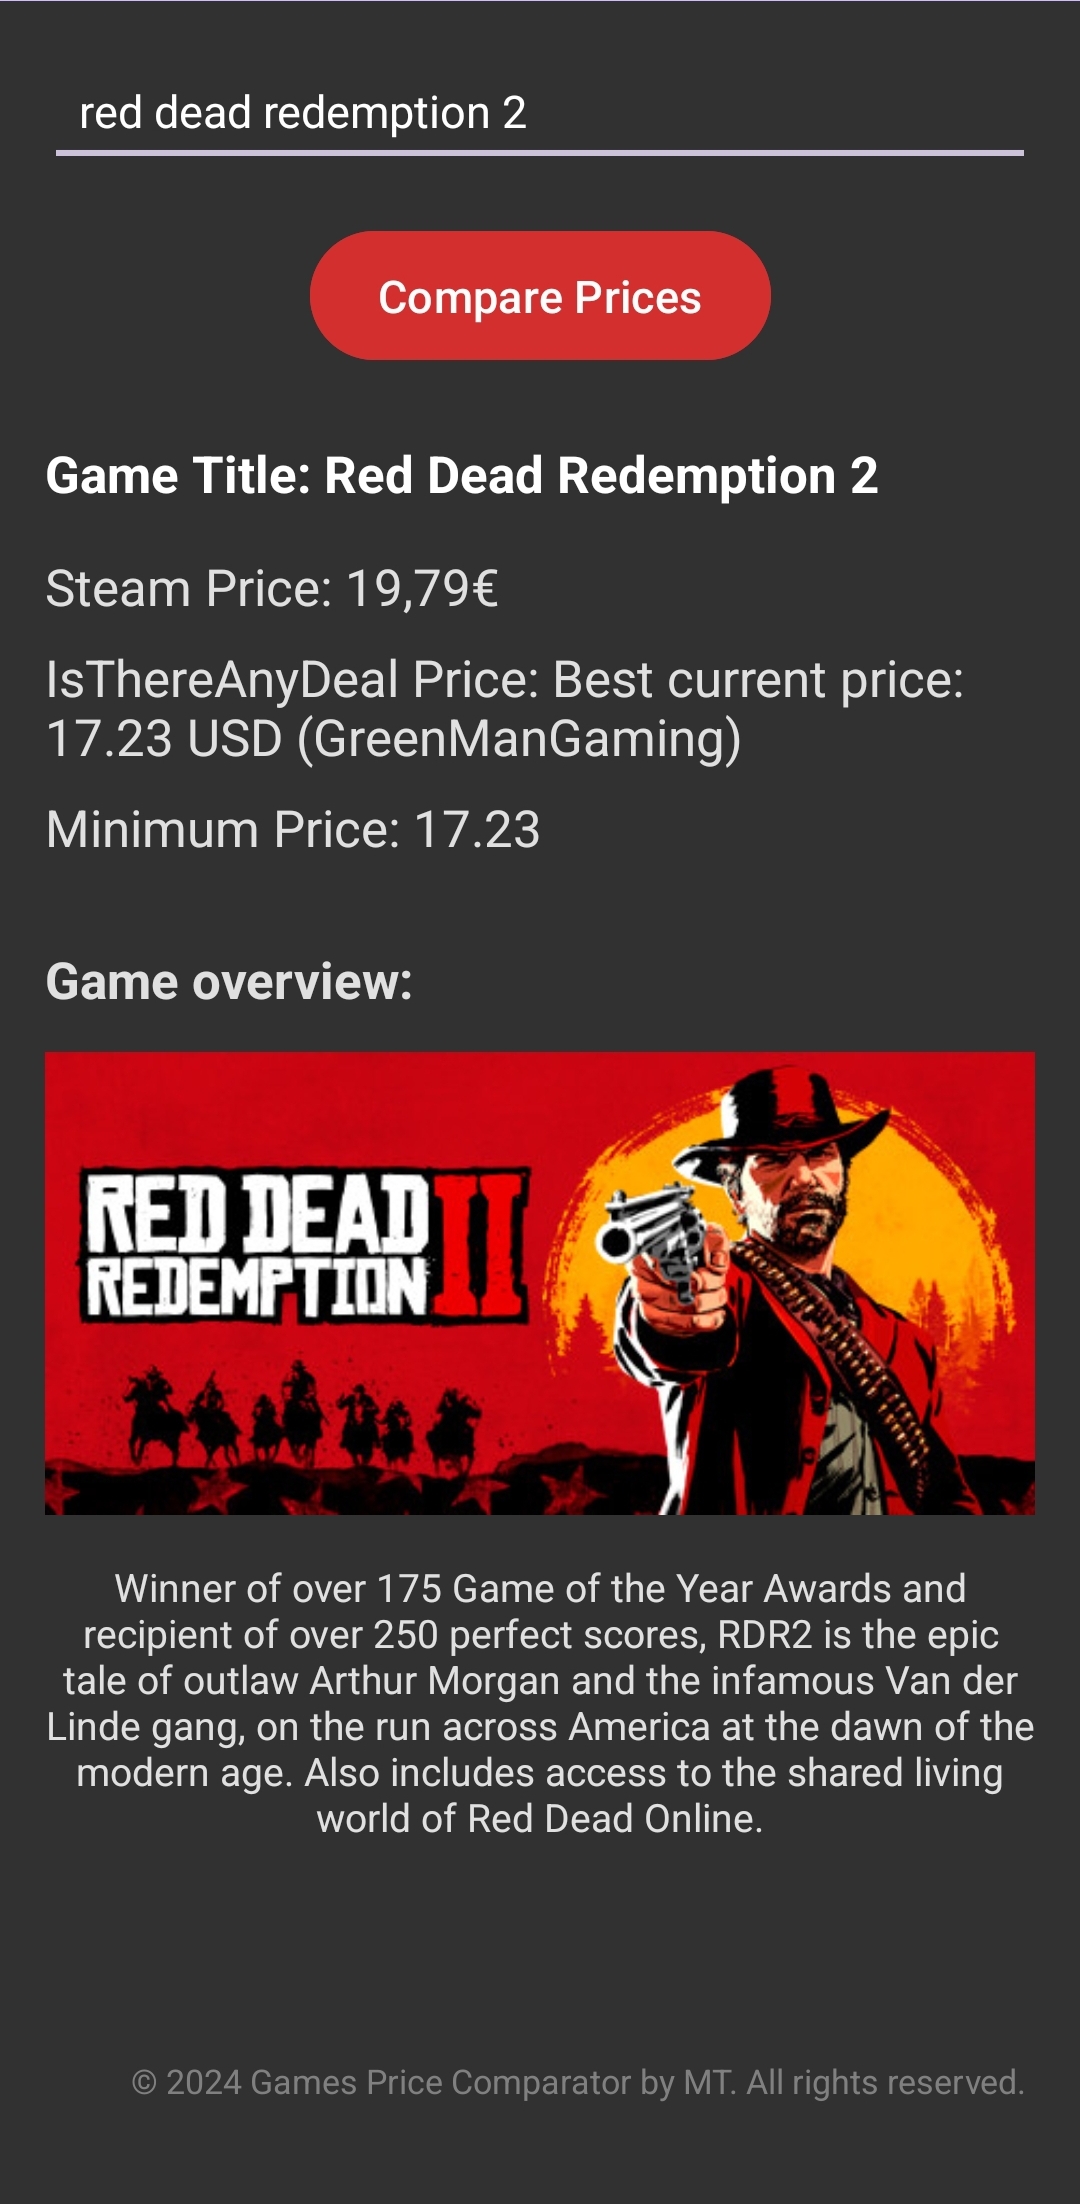 red dead redemption 2
Compare Prices
Game Title: Red Dead Redemption 2
Steam Price: 19,79€
IsThereAnyDeal Price: Best current price:
17.23 USD (GreenManGaming)
Minimum Price: 17.23
Game overview:
RED DEAD
REDEMPTION II
Winner of over 175 Game of the Year Awards and
recipient of over 250 perfect scores, RDR2 is the epic
tale of outlaw Arthur Morgan and the infamous Van der
Linde gang, on the run across America at the dawn of the
modern age. Also includes access to the shared living
world of Red Dead Online.
© 2024 Games Price Comparator by MT. All rights reserved.